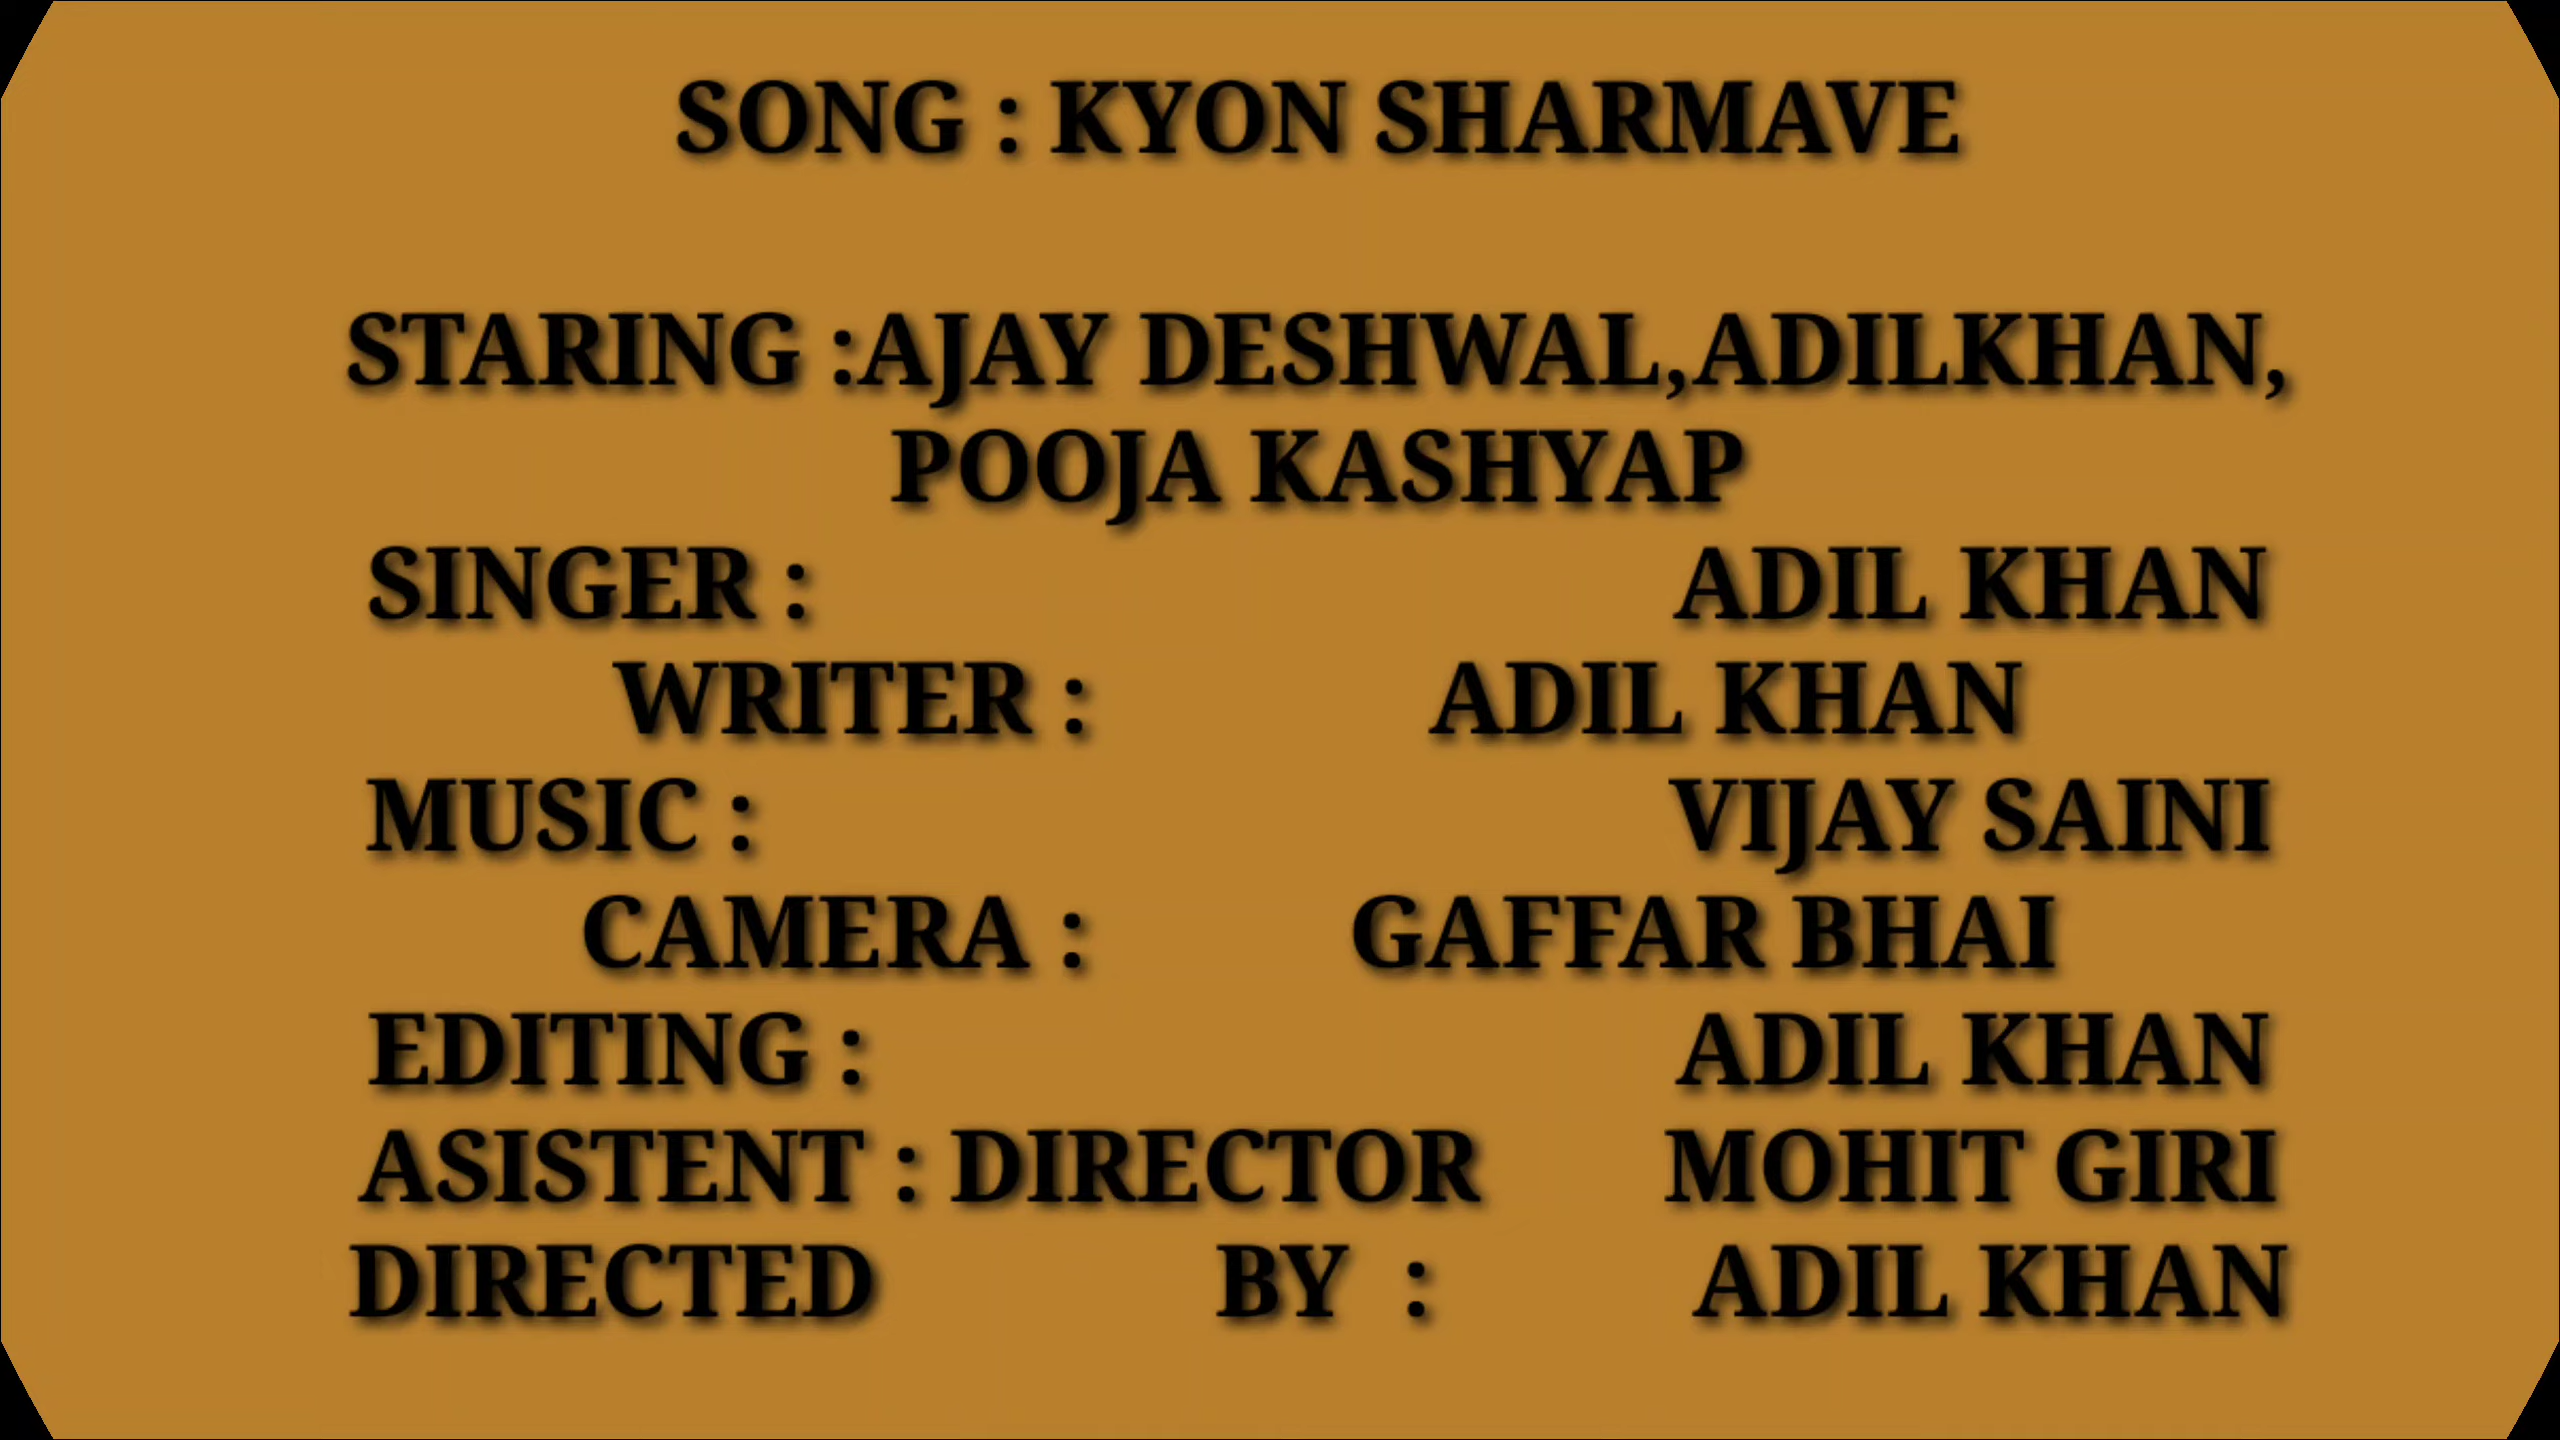 SONG : KYON SHARMAVE
STARING :AJAY DESHWAL,ADILKHAN,
POOJA KASHYAP
SINGER : ADIL KHAN
WRITER : ADIL KHAN
MUSIC : VIJAY SAINI
CAMERA : GAFFAR BHAI
EDITING : ADIL KHAN
ASISTENT : DIRECTOR MOHIT GIRI
DIRECTED BY : ADIL KHAN